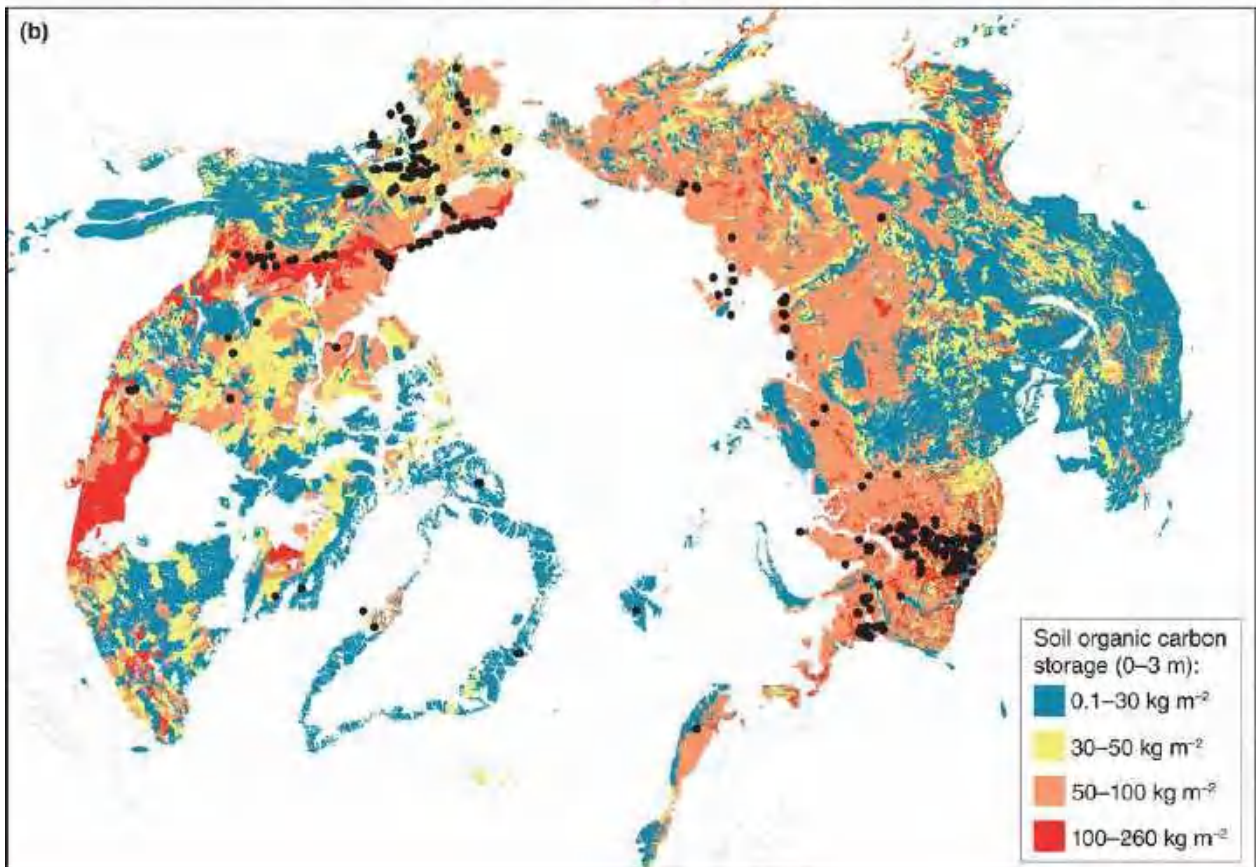 (b)
Soil organic carbon
storage (0–3 m):
0.1–30 kg m⁻²
30–50 kg m⁻²
50–100 kg m⁻²
100–260 kg m⁻²